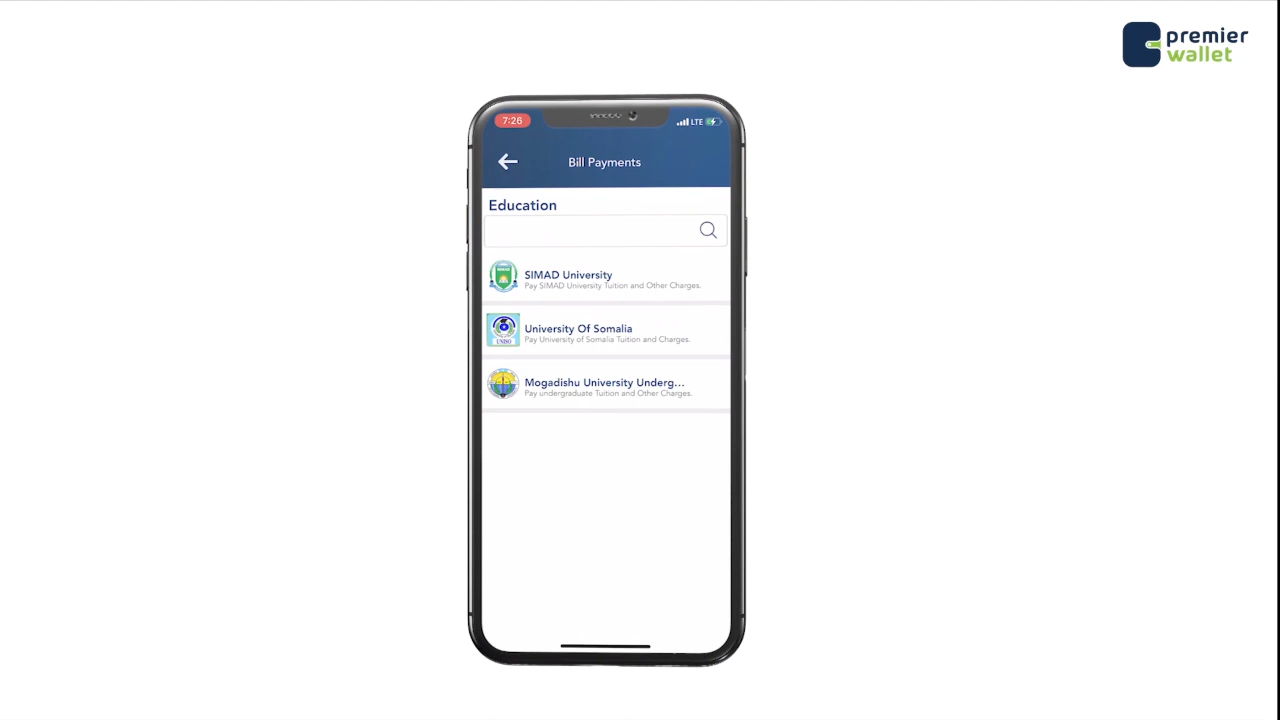 premier
wallet
7:26
LTE
Bill Payments
Education
SIMAD University
Pay SIMAD University Tuition and Other Charges.
University Of Somalia
Pay University of Somalia Tuition and Charges.
UNISO
Mogadishu University Underg...
Pay undergraduate Tuition and Other Charges.